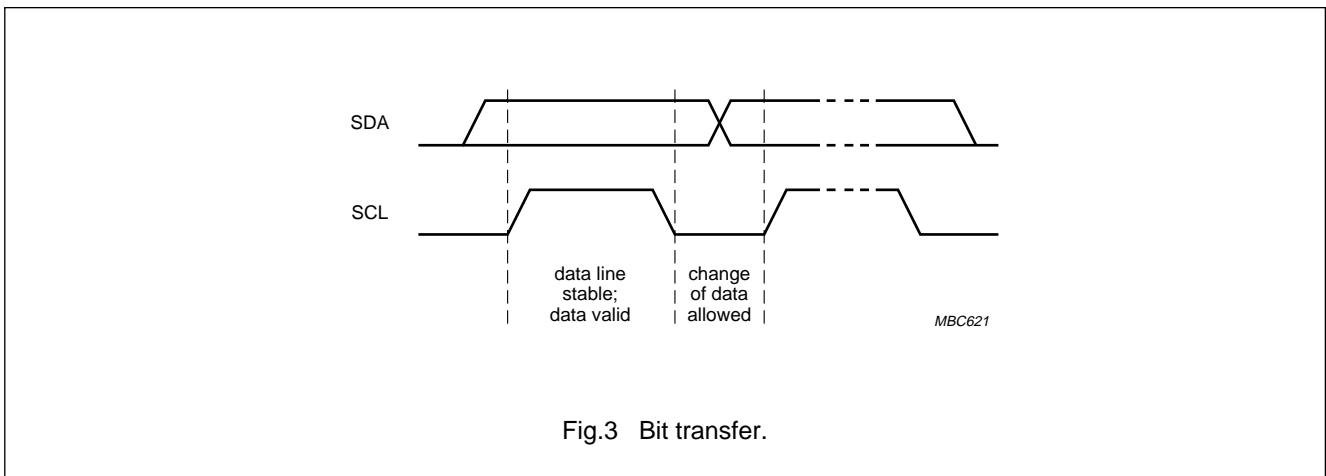 SDA
SCL
data line
stable;
data valid
change
of data
allowed
MBC621
Fig.3 Bit transfer.